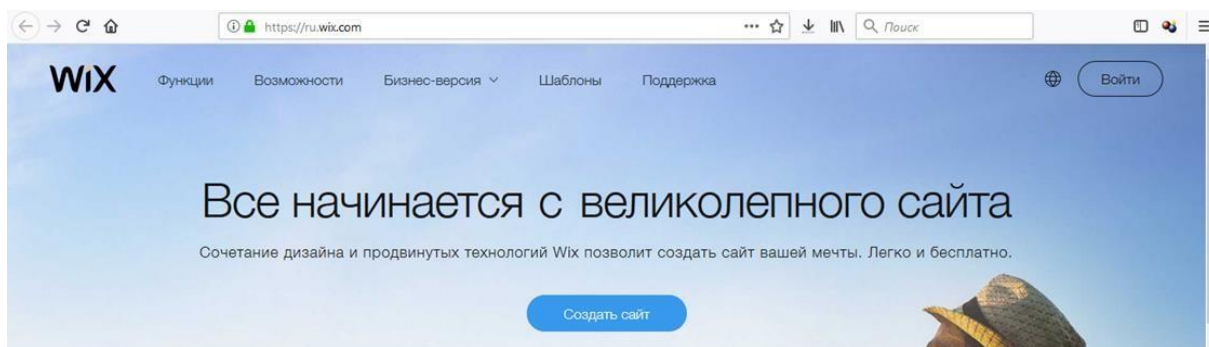 https://ru.wix.com
Поиск
WiX Функции Возможности Бизнес-версия Шаблоны Поддержка Войти
Все начинается с великолепного сайта
Сочетание дизайна и продвинутых технологий Wix позволит создать сайт вашей мечты. Легко и бесплатно.
Создать сайт